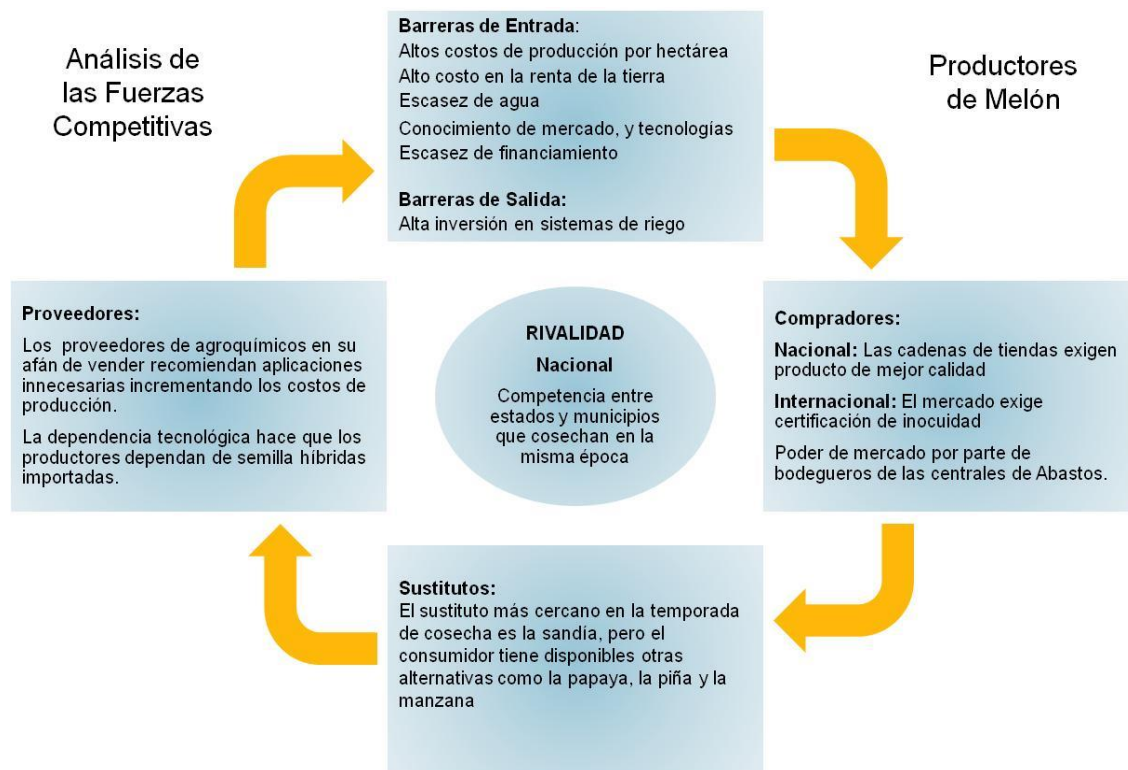 Análisis de
las Fuerzas
Competitivas
Barreras de Entrada:
Altos costos de producción por hectárea
Alto costo en la renta de la tierra
Escasez de agua
Conocimiento de mercado, y tecnologías
Escasez de financiamiento
Barreras de Salida:
Alta inversión en sistemas de riego
Productores
de Melón
Proveedores:
Los proveedores de agroquímicos en su
afán de vender recomiendan aplicaciones
innecesarias incrementando los costos de
producción.
La dependencia tecnológica hace que los
productores dependan de semilla híbridas
importadas.
RIVALIDAD
Nacional
Competencia entre
estados y municipios
que cosechan en la
misma época
Compradores:
Nacional: Las cadenas de tiendas exigen
producto de mejor calidad
Internacional: El mercado exige
certificación de inocuidad
Poder de mercado por parte de
bodegueros de las centrales de Abastos.
Sustitutos:
El sustituto más cercano en la temporada
de cosecha es la sandía, pero el
consumidor tiene disponibles otras
alternativas como la papaya, la piña y la
manzana